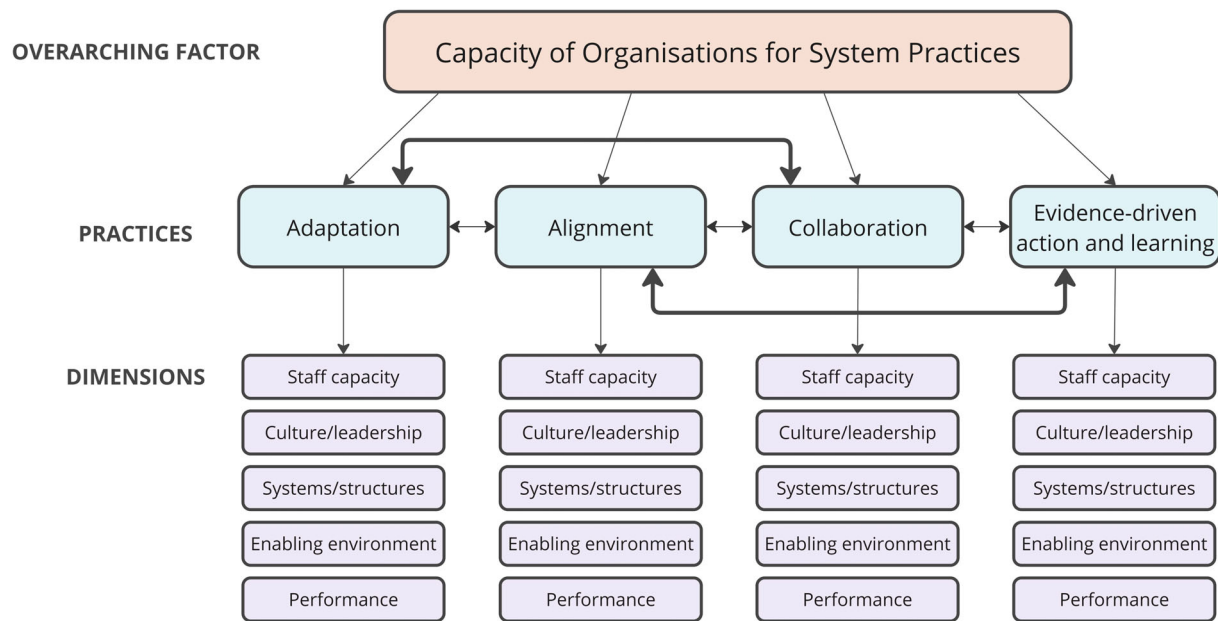 OVERARCHING FACTOR
Capacity of Organisations for System Practices
PRACTICES
Adaptation
Alignment
Collaboration
Evidence-driven
action and learning
DIMENSIONS
Staff capacity
Staff capacity
Staff capacity
Staff capacity
Culture/leadership
Culture/leadership
Culture/leadership
Culture/leadership
Systems/structures
Systems/structures
Systems/structures
Systems/structures
Enabling environment
Enabling environment
Enabling environment
Enabling environment
Performance
Performance
Performance
Performance